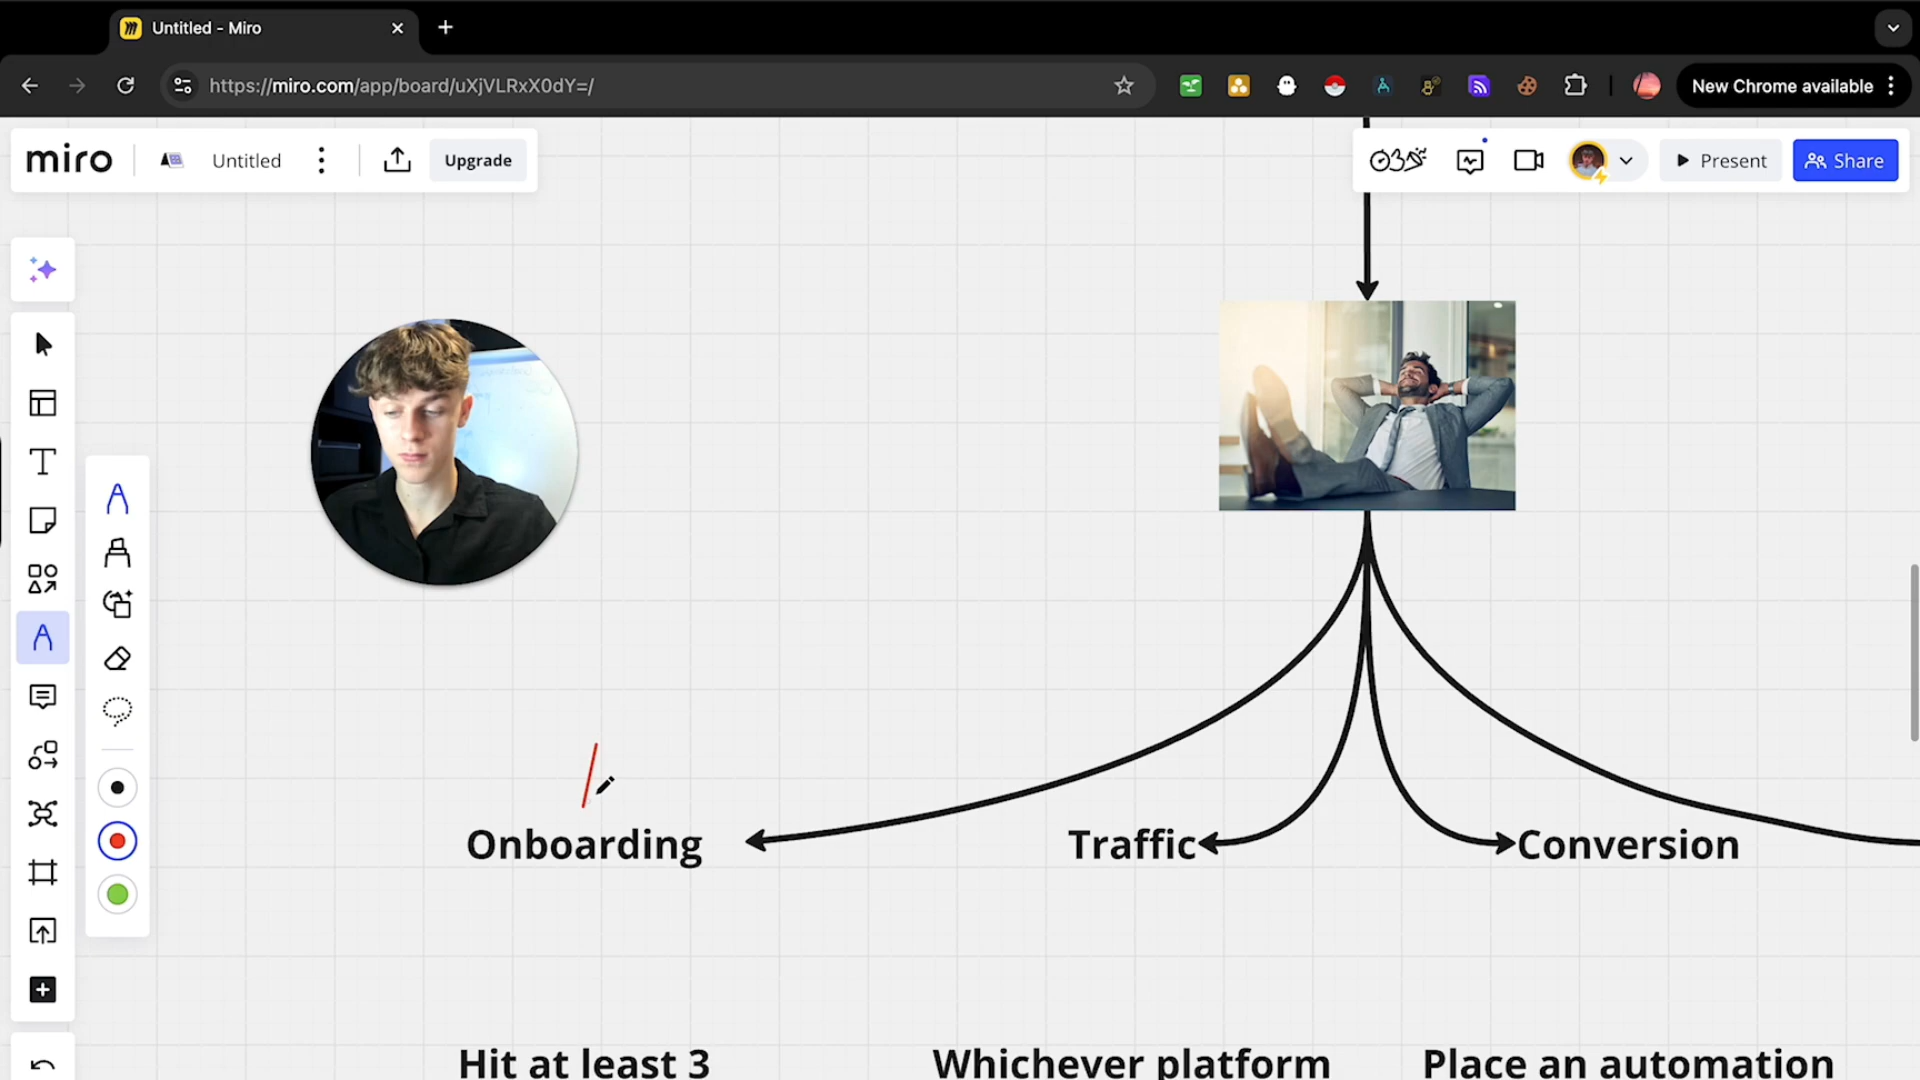 Untitled - Miro
https://miro.com/app/board/uXjVLRxX0dY=/
New Chrome available
miro
Untitled
Upgrade
Present
Share
Onboarding
Traffic
Conversion
Hit at least 3
Whichever platform
Place an automation